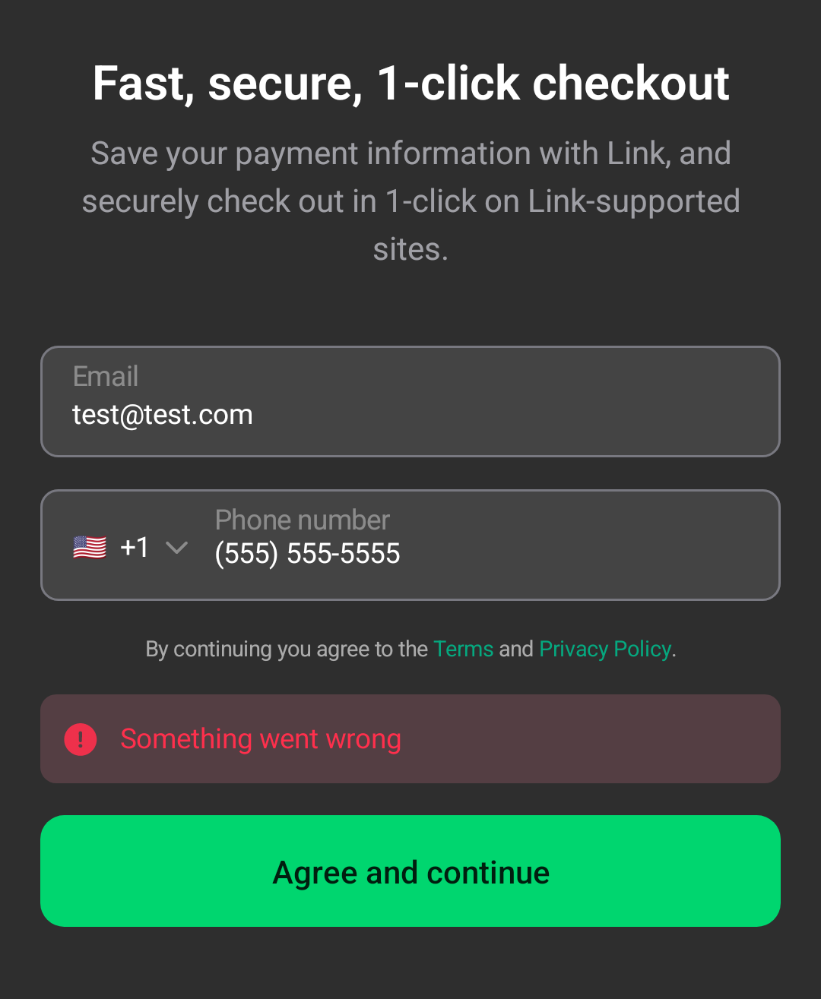 Fast, secure, 1-click checkout
Save your payment information with Link, and
securely check out in 1-click on Link-supported
sites.
Email
test@test.com
Phone number
+1 (555) 555-5555
By continuing you agree to the Terms and Privacy Policy.
Something went wrong
Agree and continue